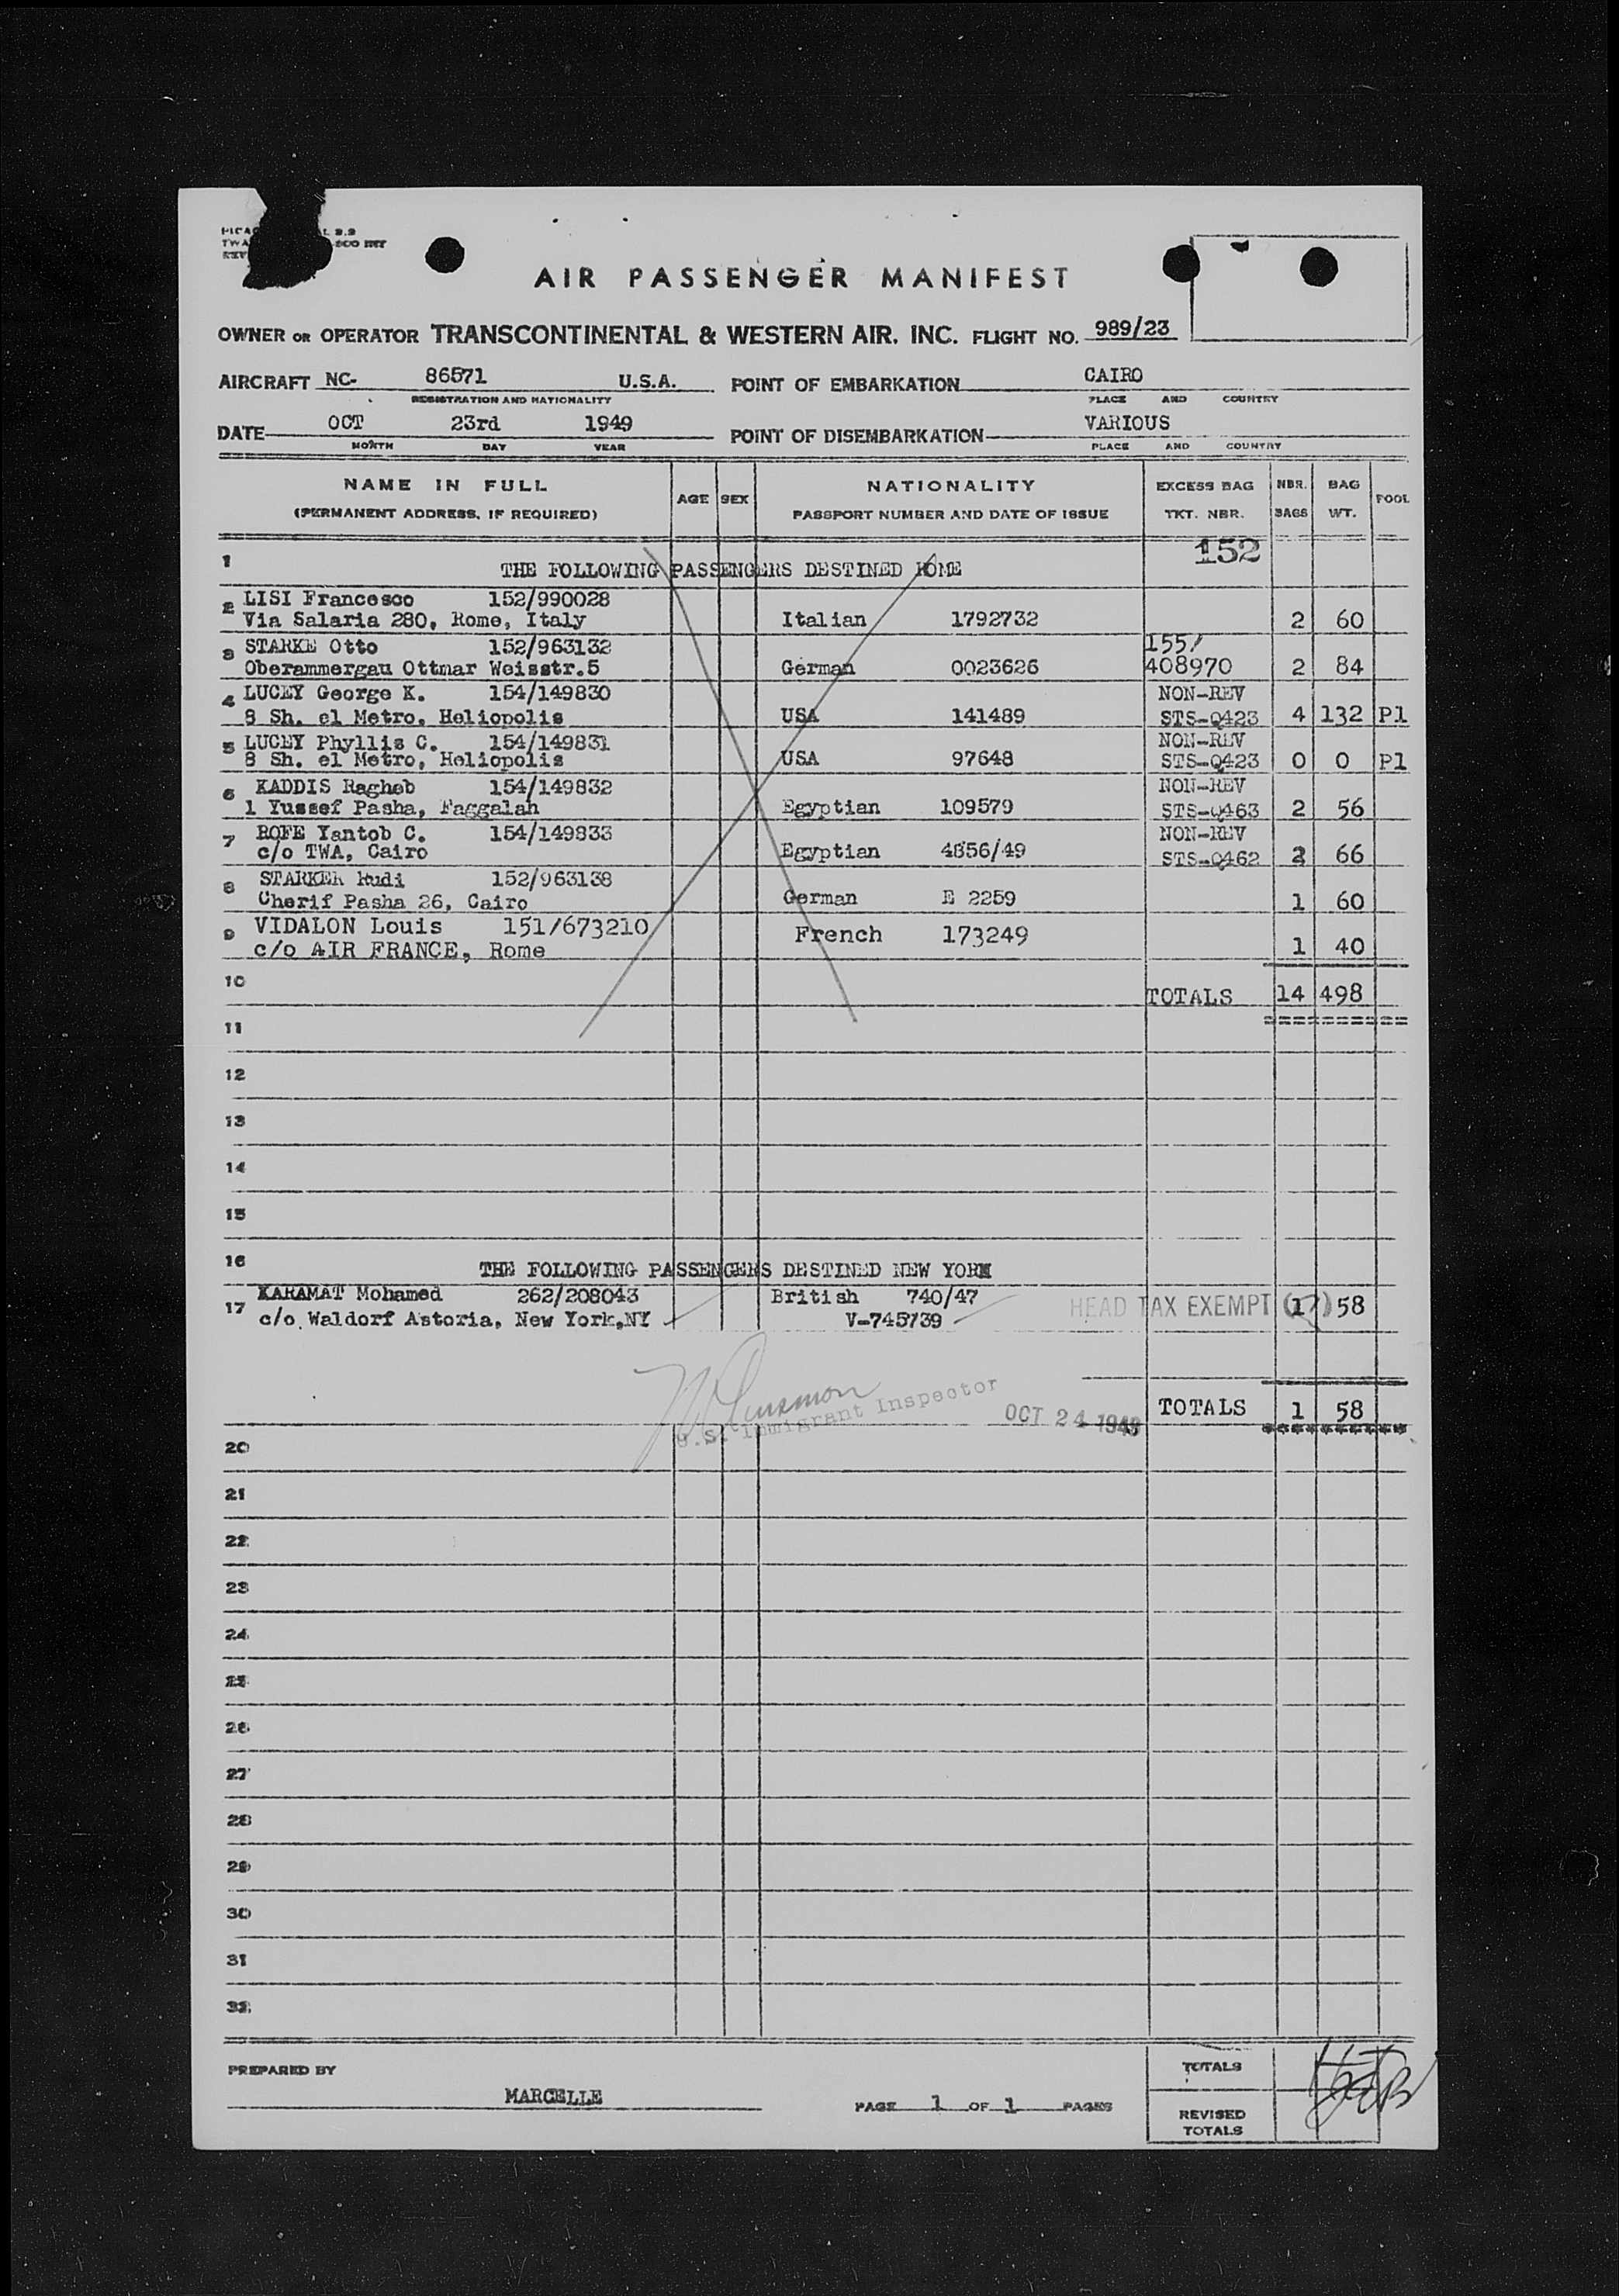 AIR PASSENGER MANIFEST
OWNER OR OPERATOR TRANSCONTINENTAL & WESTERN AIR. INC. FLIGHT NO. 989/23
AIRCRAFT NC- 86571 U.S.A. POINT OF EMBARKATION CAIRO
REGISTRATION AND NATIONALITY PLACE AND COUNTRY
DATE OCT 23rd 1949 POINT OF DISEMBARKATION VARIOUS
MONTH DAY YEAR PLACE AND COUNTRY
NAME IN FULL AGE SEX NATIONALITY EXCESS BAG NBR. BAG POOL
(PERMANENT ADDRESS, IF REQUIRED) PASSPORT NUMBER AND DATE OF ISSUE TKT. NBR. BAGS WT.
152
1 THE FOLLOWING PASSENGERS DESTINED ROME
2 LISI Francesco 152/990028
Via Salaria 280, Rome, Italy Italian 1792732 2 60
3 STARKE Otto 152/963132 155/
Oberammergau Ottmar Weisstr.5 German 0023626 408970 2 84
4 LUCEY George K. 154/149830 NON-REV
8 Sh. el Metro, Heliopolis USA 141489 STS-Q423 4 132 Pl
5 LUCEY Phyllis C. 154/149831 NON-REV
8 Sh. el Metro, Heliopolis USA 97648 STS-Q423 0 0 Pl
6 KADDIS Ragheb 154/149832 NON-REV
1 Yussef Pasha, Faggalah Egyptian 109579 STS-Q463 2 56
7 ROFE Yantob C. 154/149833 NON-REV
c/o TWA, Cairo Egyptian 4856/49 STS-Q462 2 66
8 STARKER Rudi 152/963138
Cherif Pasha 26, Cairo German E 2259 1 60
9 VIDALON Louis 151/673210 French 173249
c/o AIR FRANCE, Rome 1 40
10 TOTALS 14 498
11
12
13
14
15
16 THE FOLLOWING PASSENGERS DESTINED NEW YORK
17 KARAMAT Mohamed 262/208043 British 740/47 HEAD TAX EXEMPT 1 58
c/o Waldorf Astoria, New York,NY V-745739
U.S. Immigrant Inspector OCT 24 1949 TOTALS 1 58
20
21
22
23
24
25
26
27
28
29
30
31
32
PREPARED BY MARCELLE PAGE 1 OF 1 PAGES
TOTALS
REVISED
TOTALS